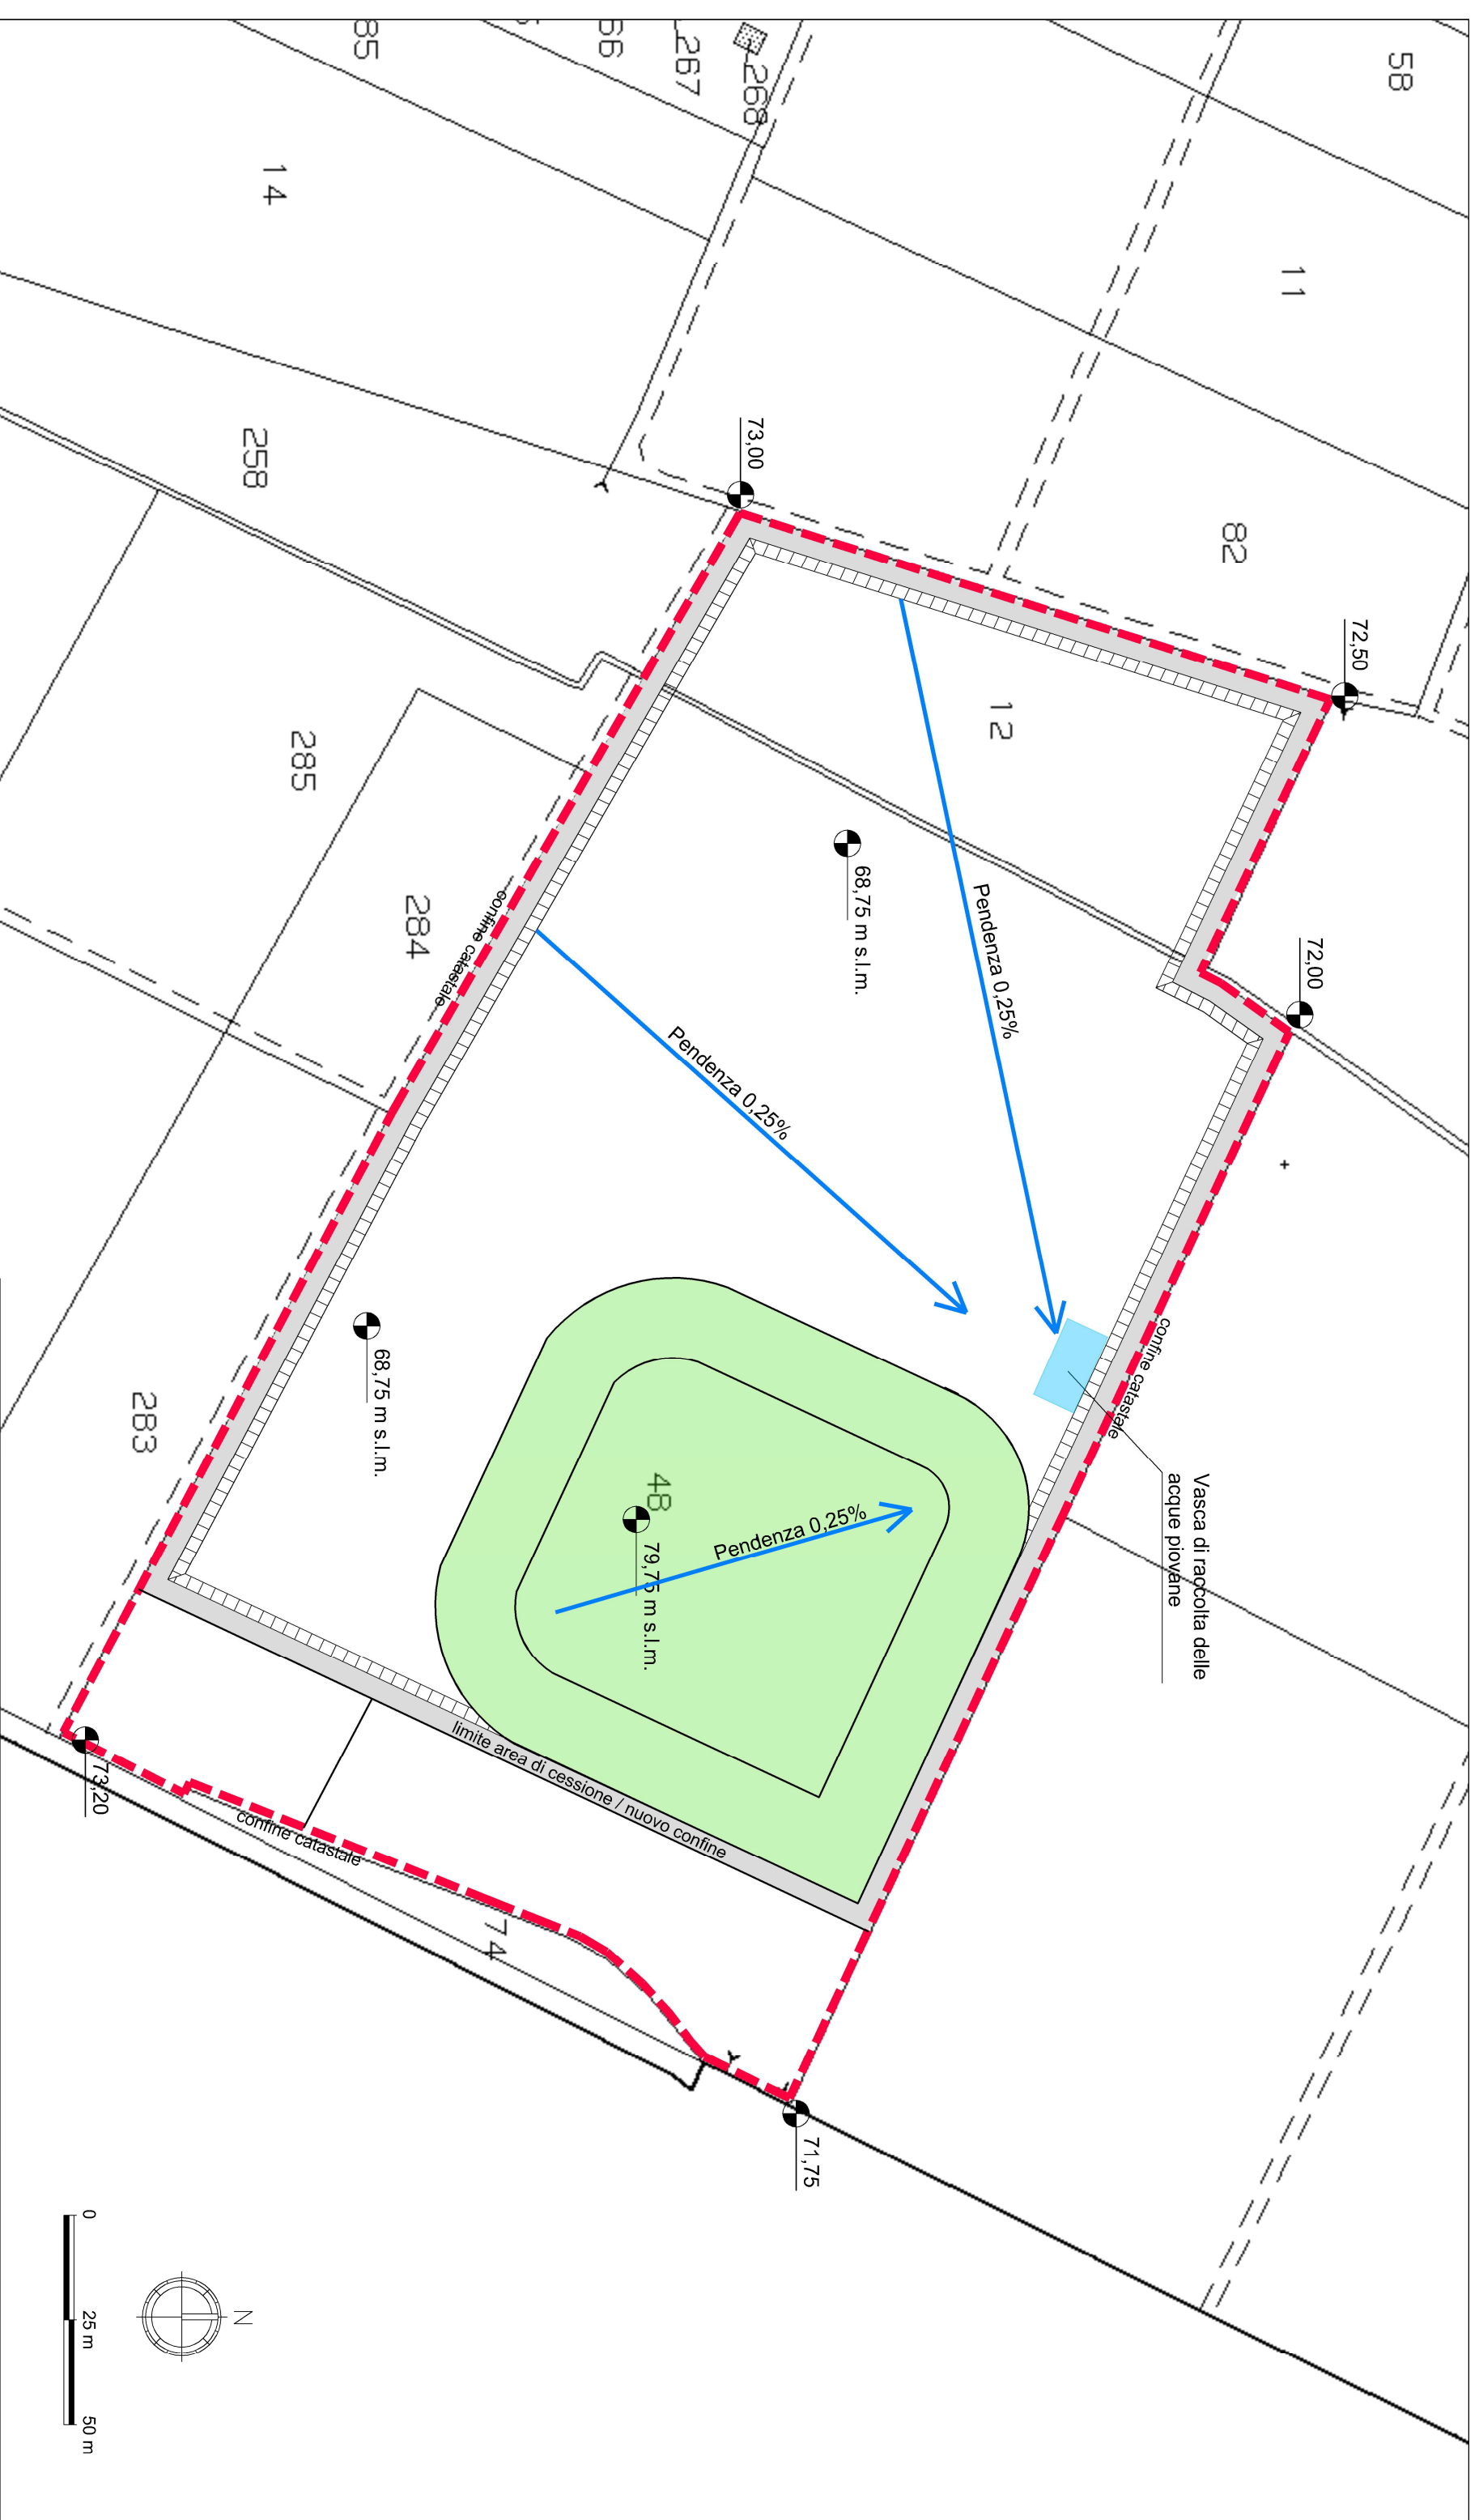 58
85
66
267
268
14
11
82
258
73,00
72,50
12
285
284
72,00
68,75 m s.l.m.
Pendenza 0,25%
confine catastale
Pendenza 0,25%
68,75 m s.l.m.
confine catastale
283
48
79,75 m s.l.m.
Pendenza 0,25%
Vasca di raccolta delle
acque piovane
limite area di cessione / nuovo confine
73,20
confine catastale
74
71,75
N
0
25 m
50 m